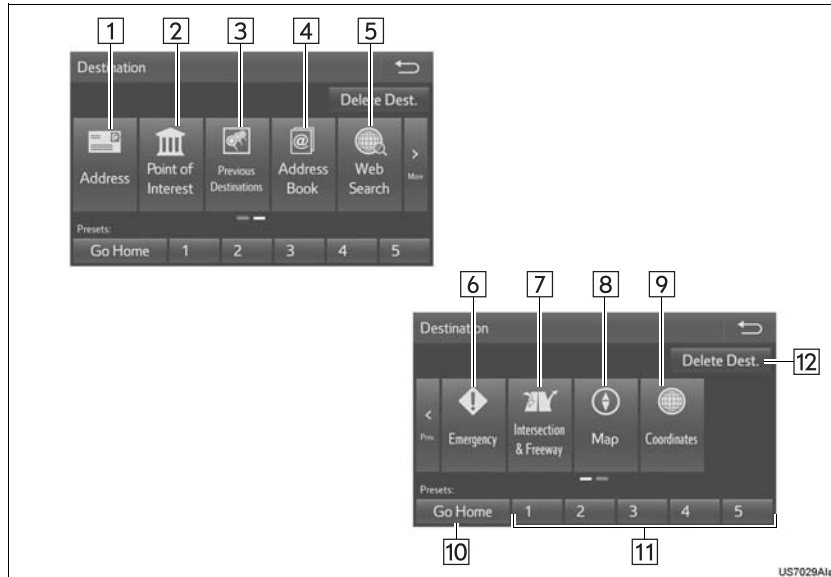 1 2 3 4 5
Destination
Delete Dest.
Address
Point of
Interest
Previous
Destinations
Address
Book
Web
Search
>
More
Presets:
Go Home 1 2 3 4 5
6 7 8 9
Destination
Delete Dest. 12
<
Prev.
Emergency
Intersection
& Freeway
Map
Coordinates
Presets:
Go Home 1 2 3 4 5
10 11